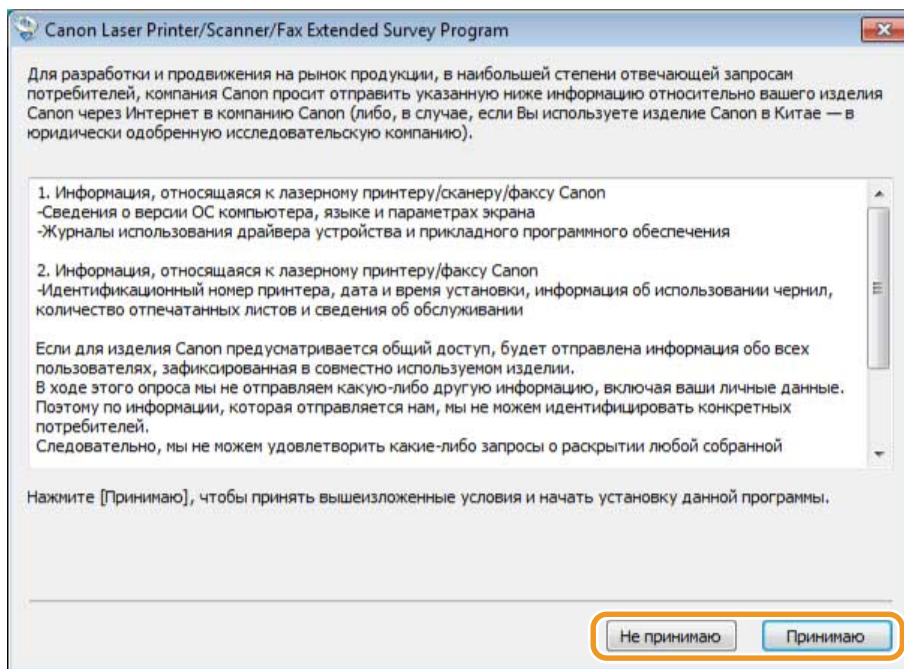 Canon Laser Printer/Scanner/Fax Extended Survey Program
Для разработки и продвижения на рынок продукции, в наибольшей степени отвечающей запросам
потребителей, компания Canon просит отправить указанную ниже информацию относительно вашего изделия
Canon через Интернет в компанию Canon (либо, в случае, если Вы используете изделие Canon в Китае — в
юридически одобренную исследовательскую компанию).
1. Информация, относящаяся к лазерному принтеру/сканеру/факсу Canon
-Сведения о версии ОС компьютера, языке и параметрах экрана
-Журналы использования драйвера устройства и прикладного программного обеспечения
2. Информация, относящаяся к лазерному принтеру/факсу Canon
-Идентификационный номер принтера, дата и время установки, информация об использовании чернил,
количество отпечатанных листов и сведения об обслуживании
Если для изделия Canon предусматривается общий доступ, будет отправлена информация обо всех
пользователях, зафиксированная в совместно используемом изделии.
В ходе этого опроса мы не отправляем какую-либо другую информацию, включая ваши личные данные.
Поэтому по информации, которая отправляется нам, мы не можем идентифицировать конкретных
потребителей.
Следовательно, мы не можем удовлетворить какие-либо запросы о раскрытии любой собранной
Нажмите [Принимаю], чтобы принять вышеизложенные условия и начать установку данной программы.
Не принимаю
Принимаю